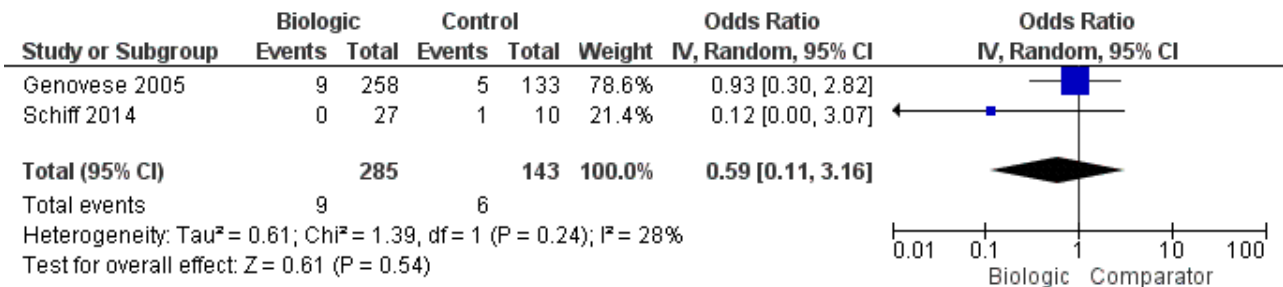 Biologic Control Odds Ratio Odds Ratio
Study or Subgroup Events Total Events Total Weight IV, Random, 95% CI IV, Random, 95% CI
Genovese 2005 9 258 5 133 78.6% 0.93 [0.30, 2.82]
Schiff 2014 0 27 1 10 21.4% 0.12 [0.00, 3.07]
Total (95% CI) 285 143 100.0% 0.59 [0.11, 3.16]
Total events 9 6
Heterogeneity: Tau² = 0.61; Chi² = 1.39, df = 1 (P = 0.24); I² = 28%
Test for overall effect: Z = 0.61 (P = 0.54)
0.01 0.1 1 10 100
Biologic Comparator